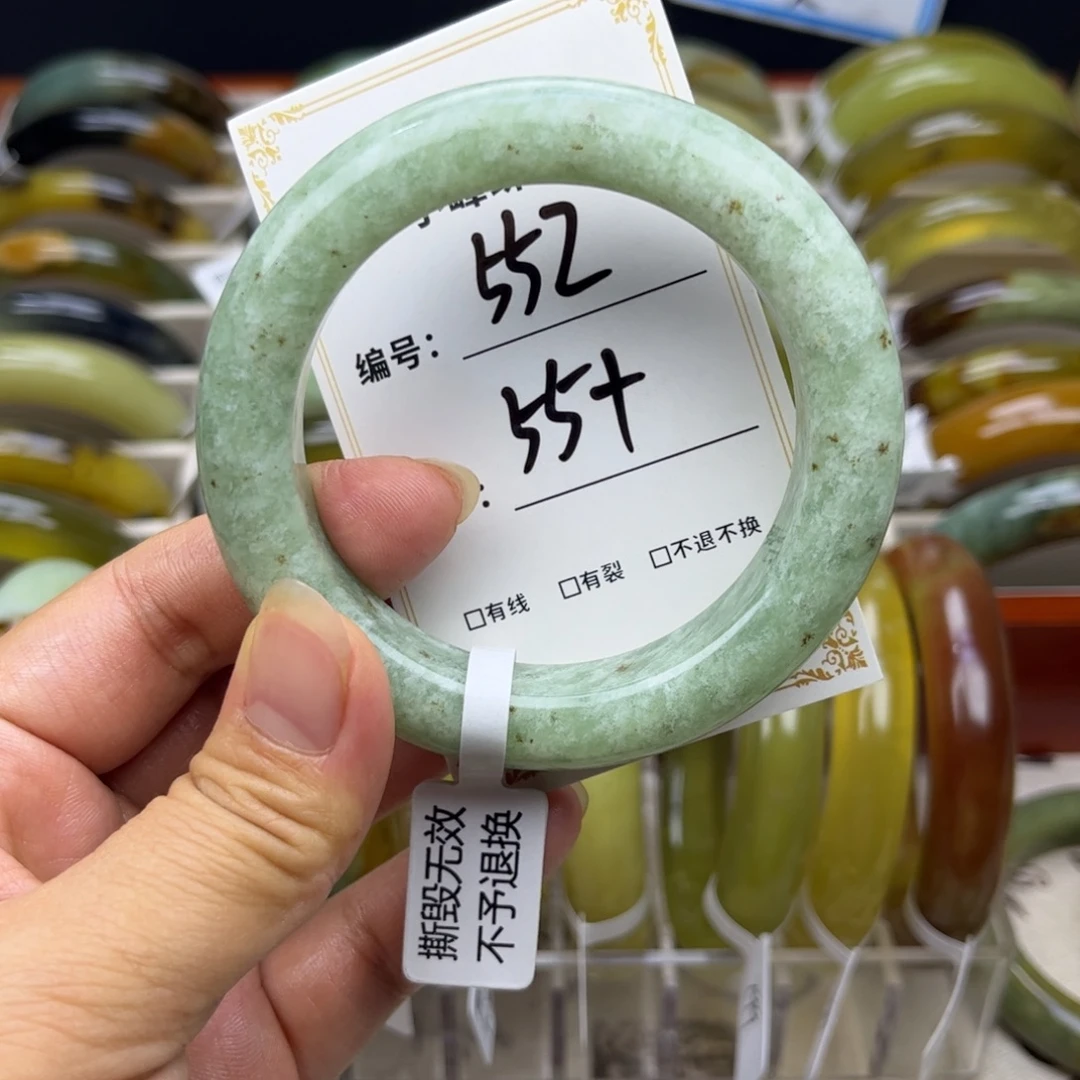 552
编号：
55+
：
□有线 □有裂 □不退不换
撕毁无效
不予退换